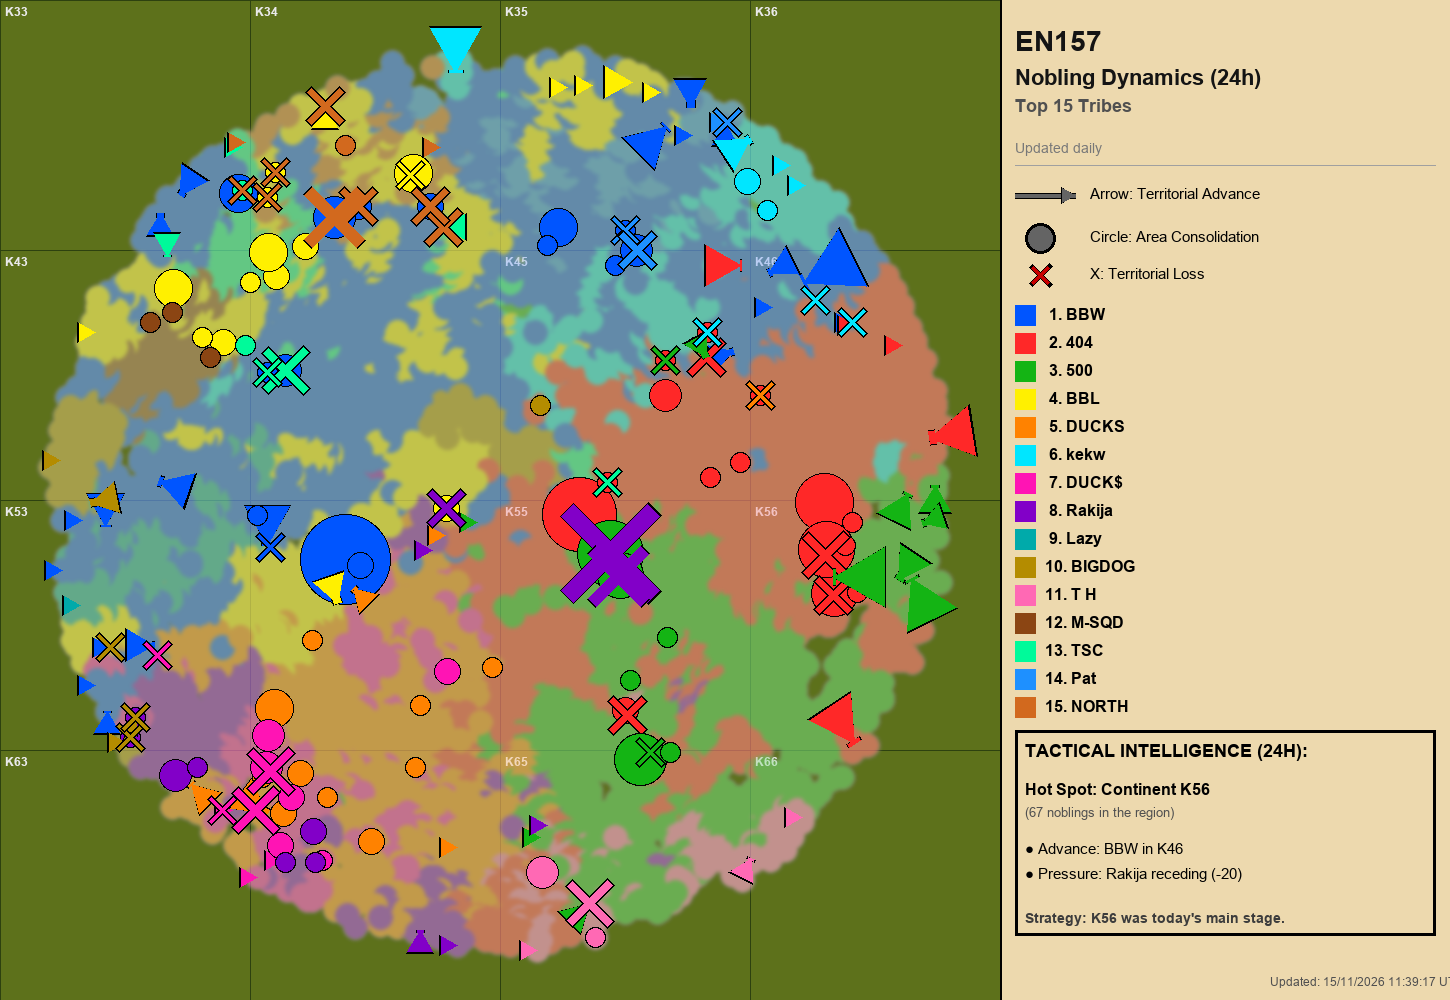 K33
K34
K35
K36
K43
K45
K46
K53
K55
K56
K63
K65
K66
EN157
Nobling Dynamics (24h)
Top 15 Tribes
Updated daily
Arrow: Territorial Advance
Circle: Area Consolidation
X: Territorial Loss
1. BBW
2. 404
3. 500
4. BBL
5. DUCKS
6. kekw
7. DUCK$
8. Rakija
9. Lazy
10. BIGDOG
11. T H
12. M-SQD
13. TSC
14. Pat
15. NORTH
TACTICAL INTELLIGENCE (24H):
Hot Spot: Continent K56
(67 noblings in the region)
● Advance: BBW in K46
● Pressure: Rakija receding (-20)
Strategy: K56 was today's main stage.
Updated: 15/11/2026 11:39:17 U